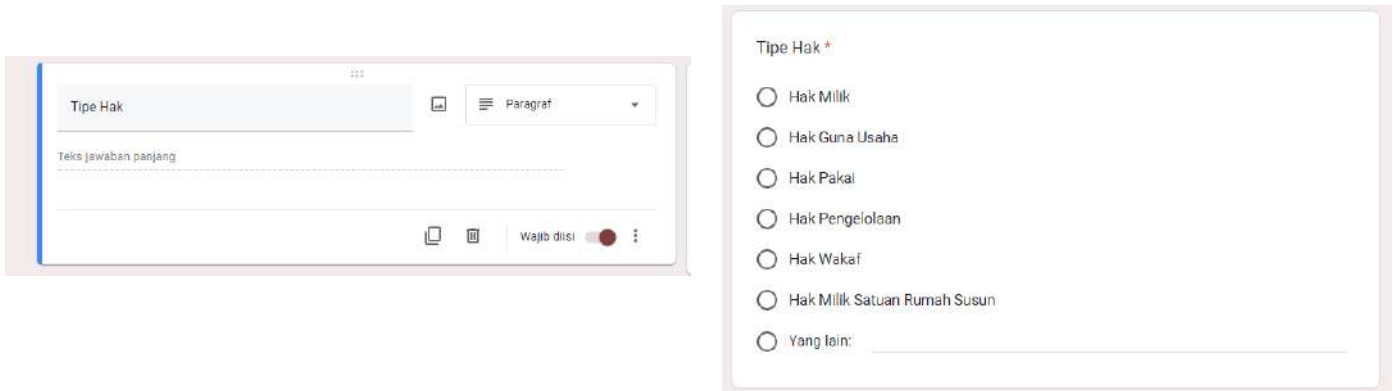 Tipe Hak
Paragraf
Teks jawaban panjang
Wajib diisi
Tipe Hak *
Hak Milik
Hak Guna Usaha
Hak Pakai
Hak Pengelolaan
Hak Wakaf
Hak Milik Satuan Rumah Susun
Yang lain: